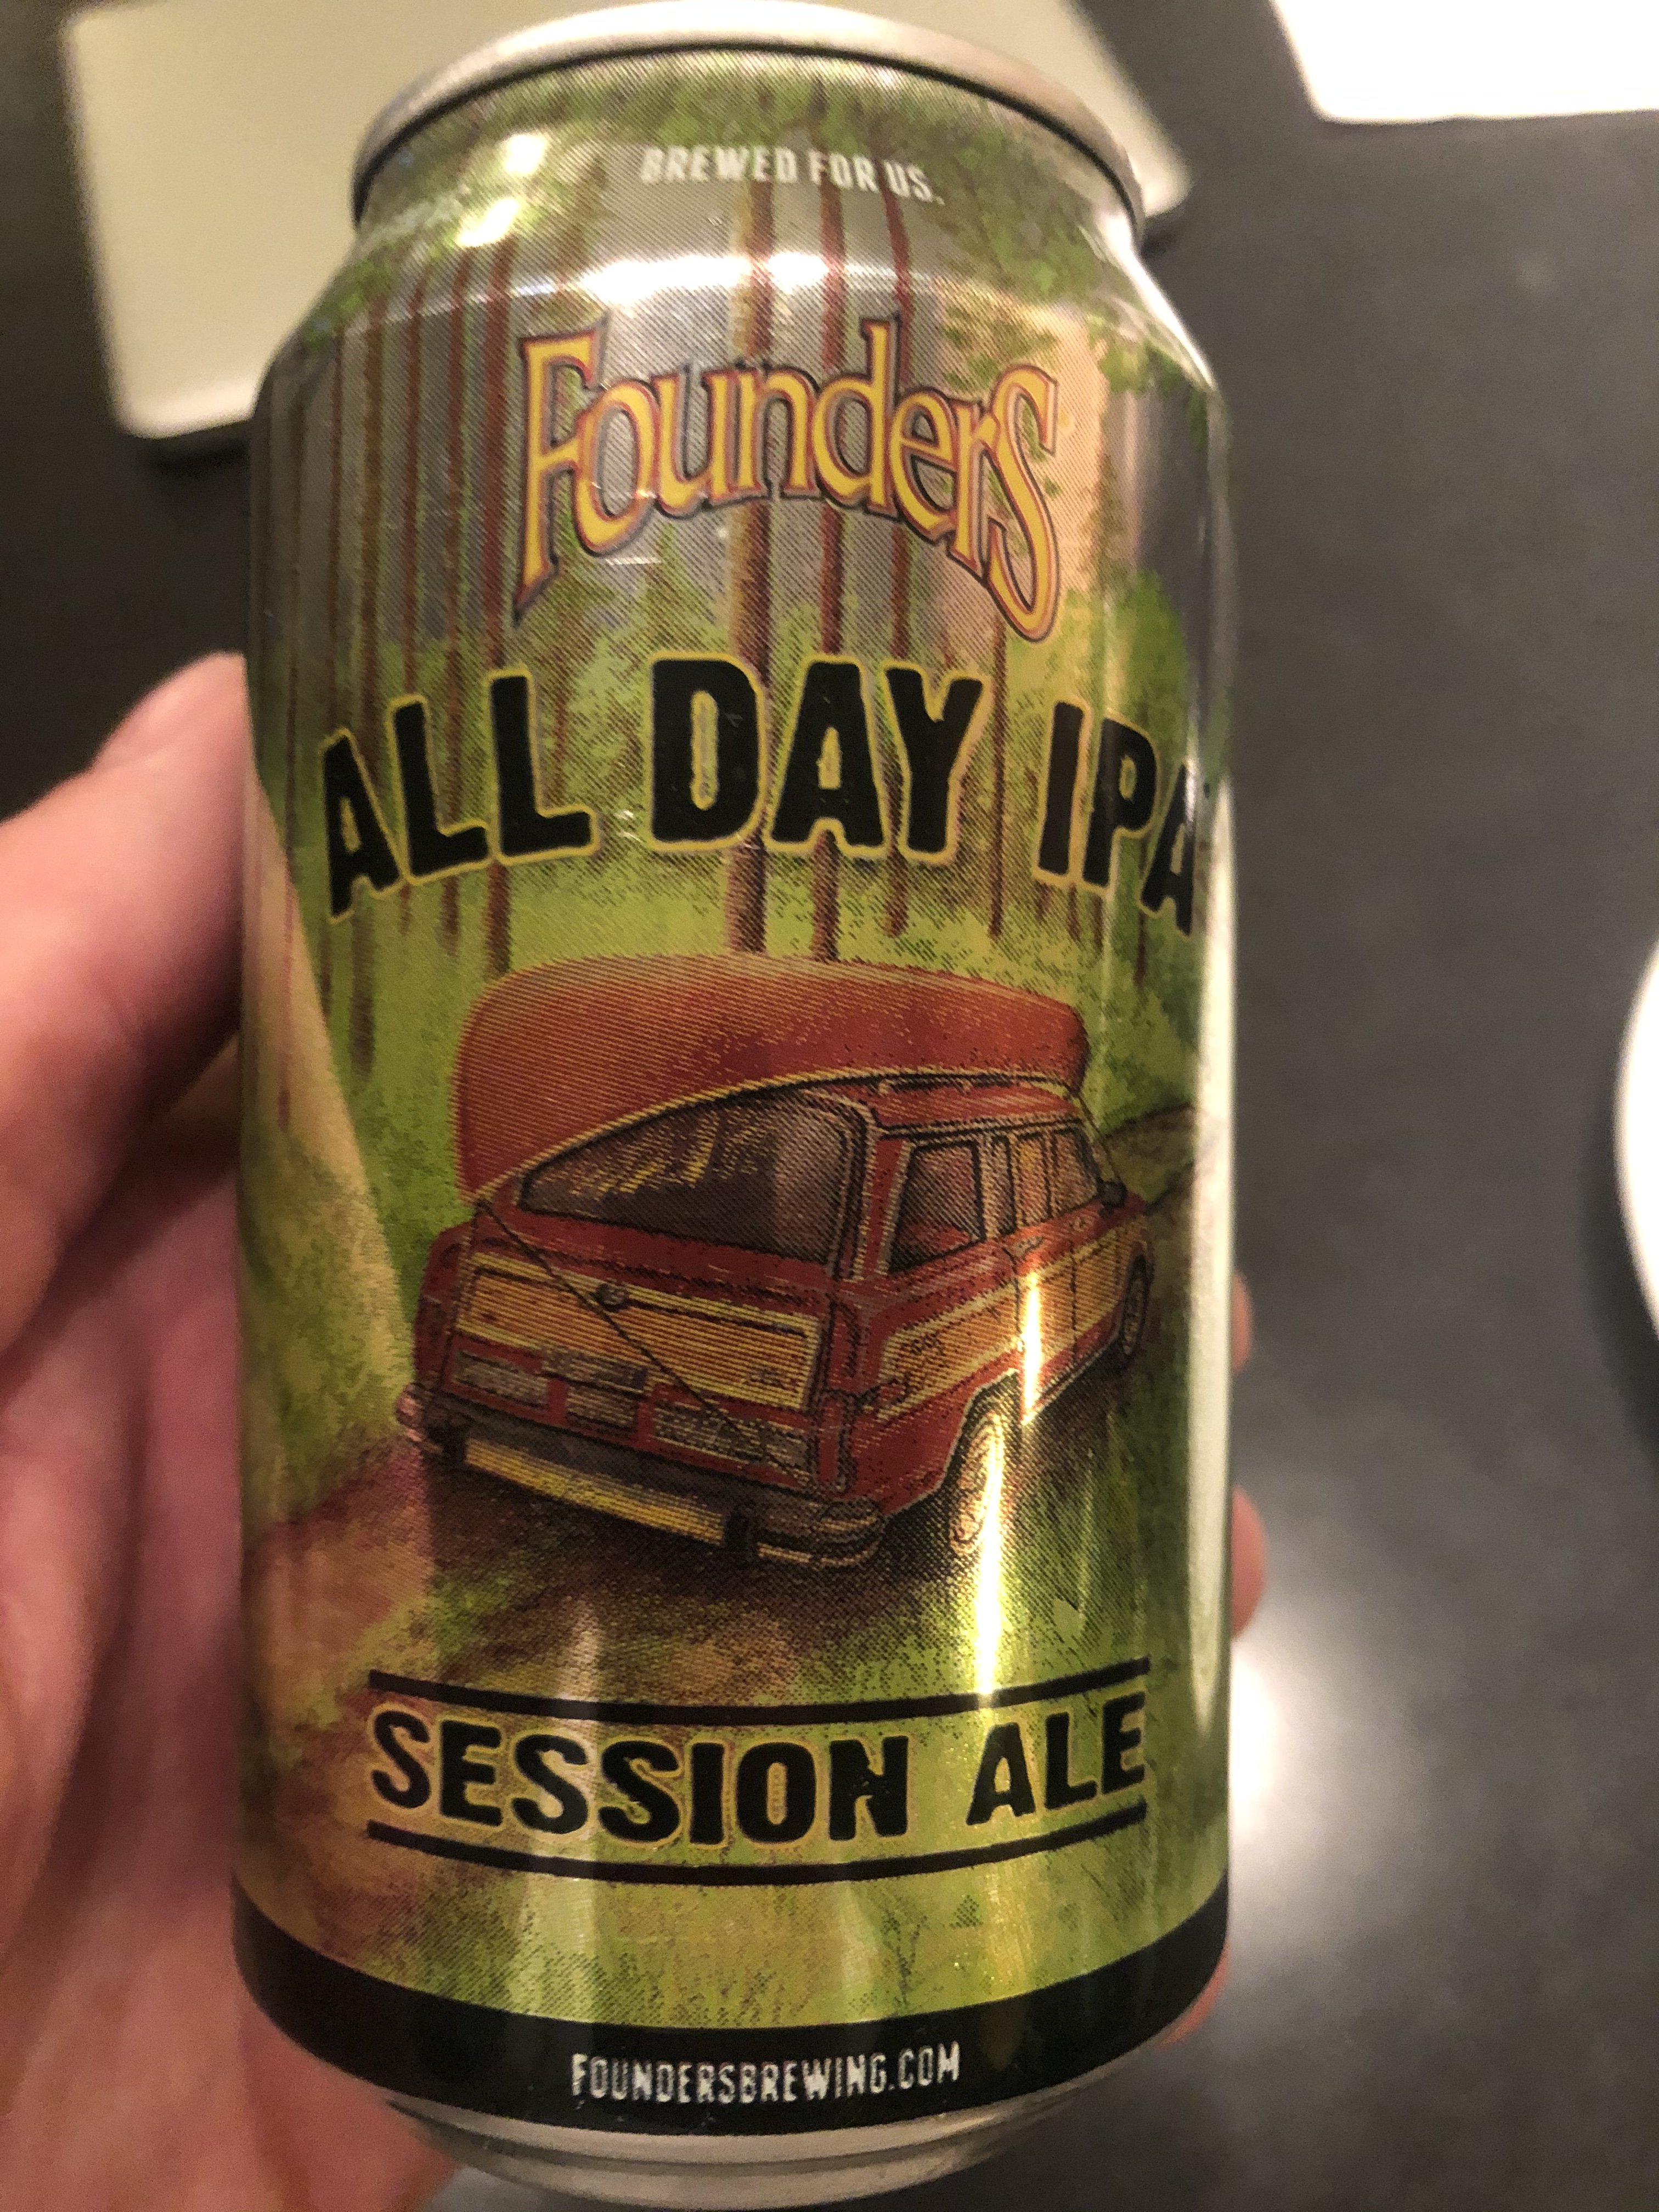 BREWED FOR US.
Founders
ALL DAY IPA
SESSION ALE
FOUNDERSBREWING.COM